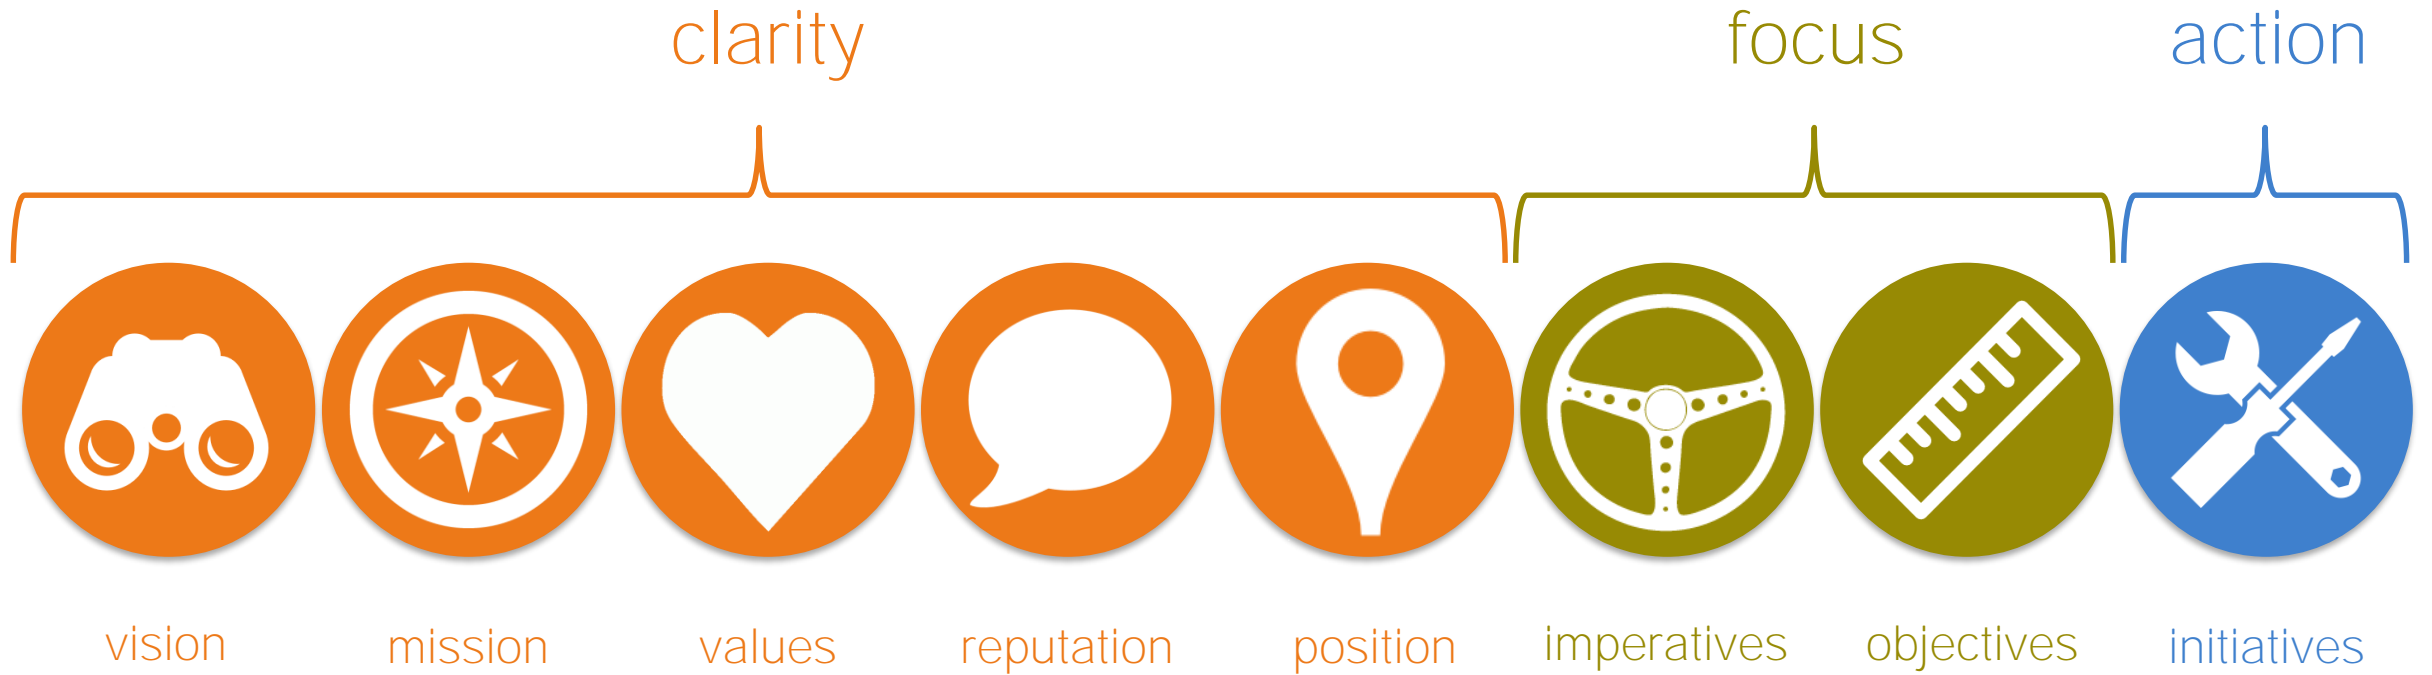 clarity focus action
vision mission values reputation position imperatives objectives initiatives